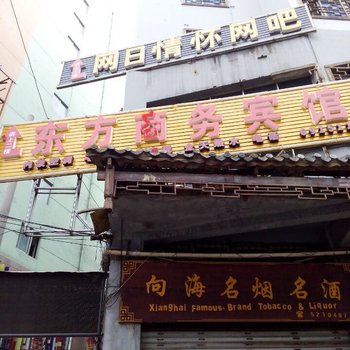 网日情怀网吧
东方商务宾馆
向海名烟名酒
Xianghai Famous-Brand Tobacco & Liquor
☎5210487